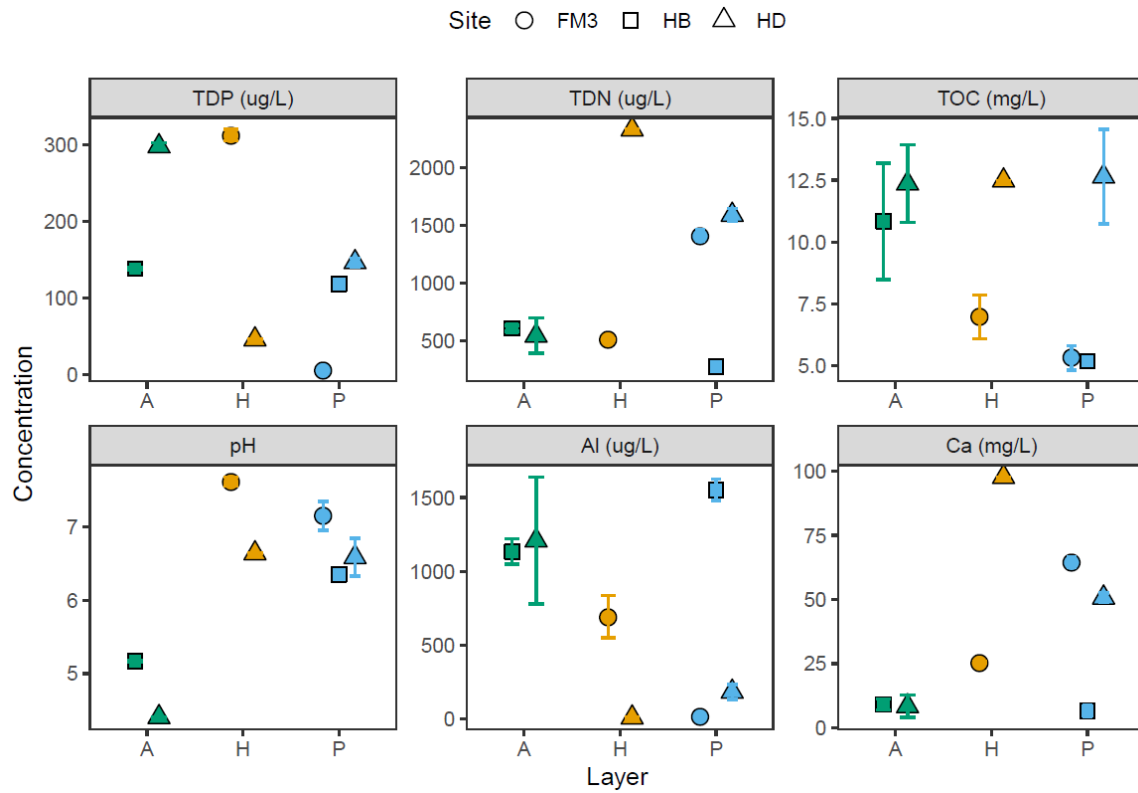 Site FM3 HB HD
TDP (ug/L) TDN (ug/L) TOC (mg/L)
300
200
100
0
A H P
2000
1500
1000
500
A H P
15.0
12.5
10.0
7.5
5.0
A H P
pH Al (ug/L) Ca (mg/L)
7
6
5
A H P
1500
1000
500
0
A H P
100
75
50
25
0
A H P
Concentration
Layer